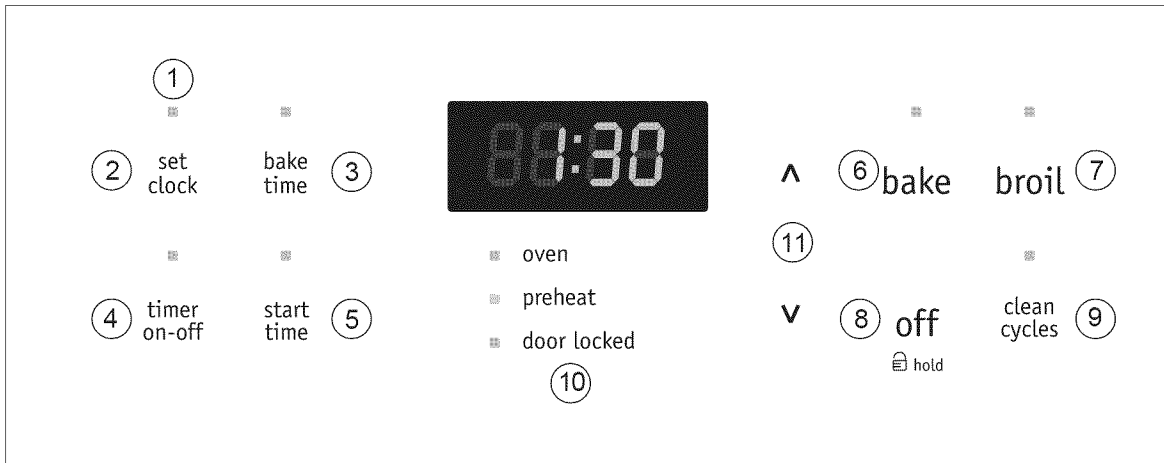 1
2
set
clock
bake
time
3
1:30
6
bake
broil
7
11
4
timer
on-off
start
time
5
oven
preheat
door locked
10
8
off
hold
clean
cycles
9